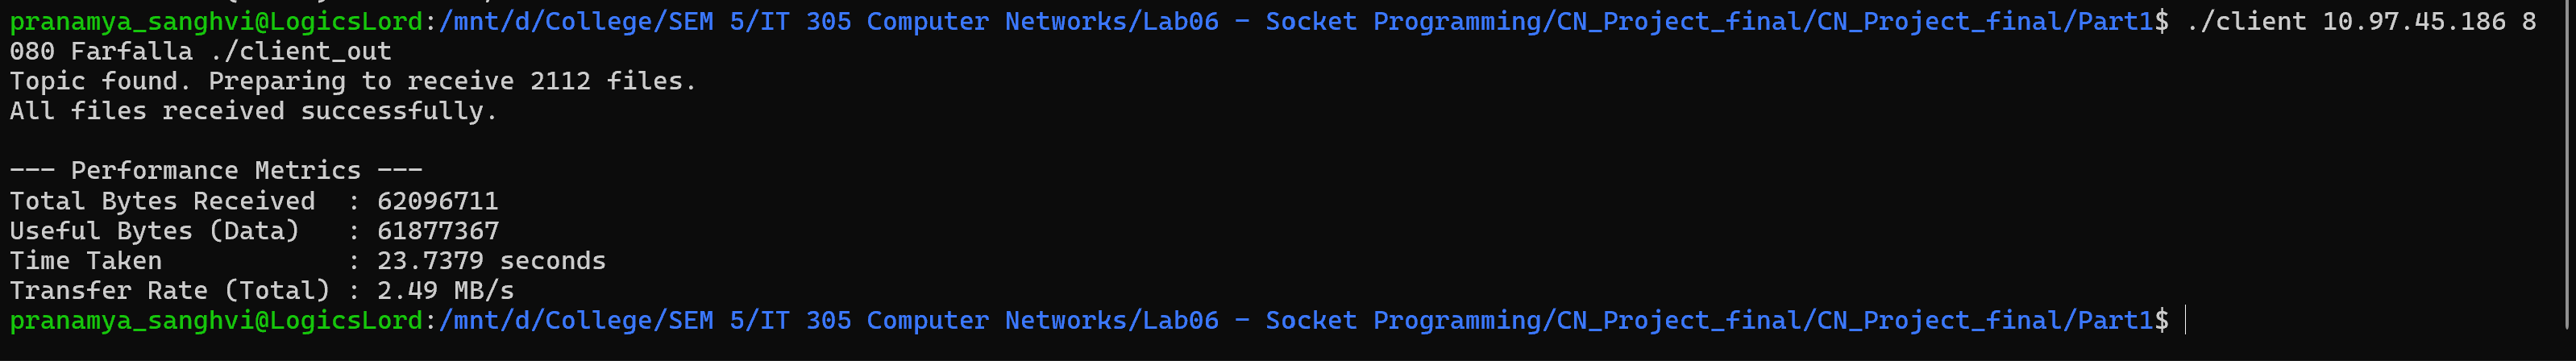 pranamya_sanghvi@LogicsLord:/mnt/d/College/SEM 5/IT 305 Computer Networks/Lab06 - Socket Programming/CN_Project_final/CN_Project_final/Part1$ ./client 10.97.45.186 8
080 Farfalla ./client_out
Topic found. Preparing to receive 2112 files.
All files received successfully.
--- Performance Metrics ---
Total Bytes Received  : 62096711
Useful Bytes (Data)   : 61877367
Time Taken            : 23.7379 seconds
Transfer Rate (Total) : 2.49 MB/s
pranamya_sanghvi@LogicsLord:/mnt/d/College/SEM 5/IT 305 Computer Networks/Lab06 - Socket Programming/CN_Project_final/CN_Project_final/Part1$